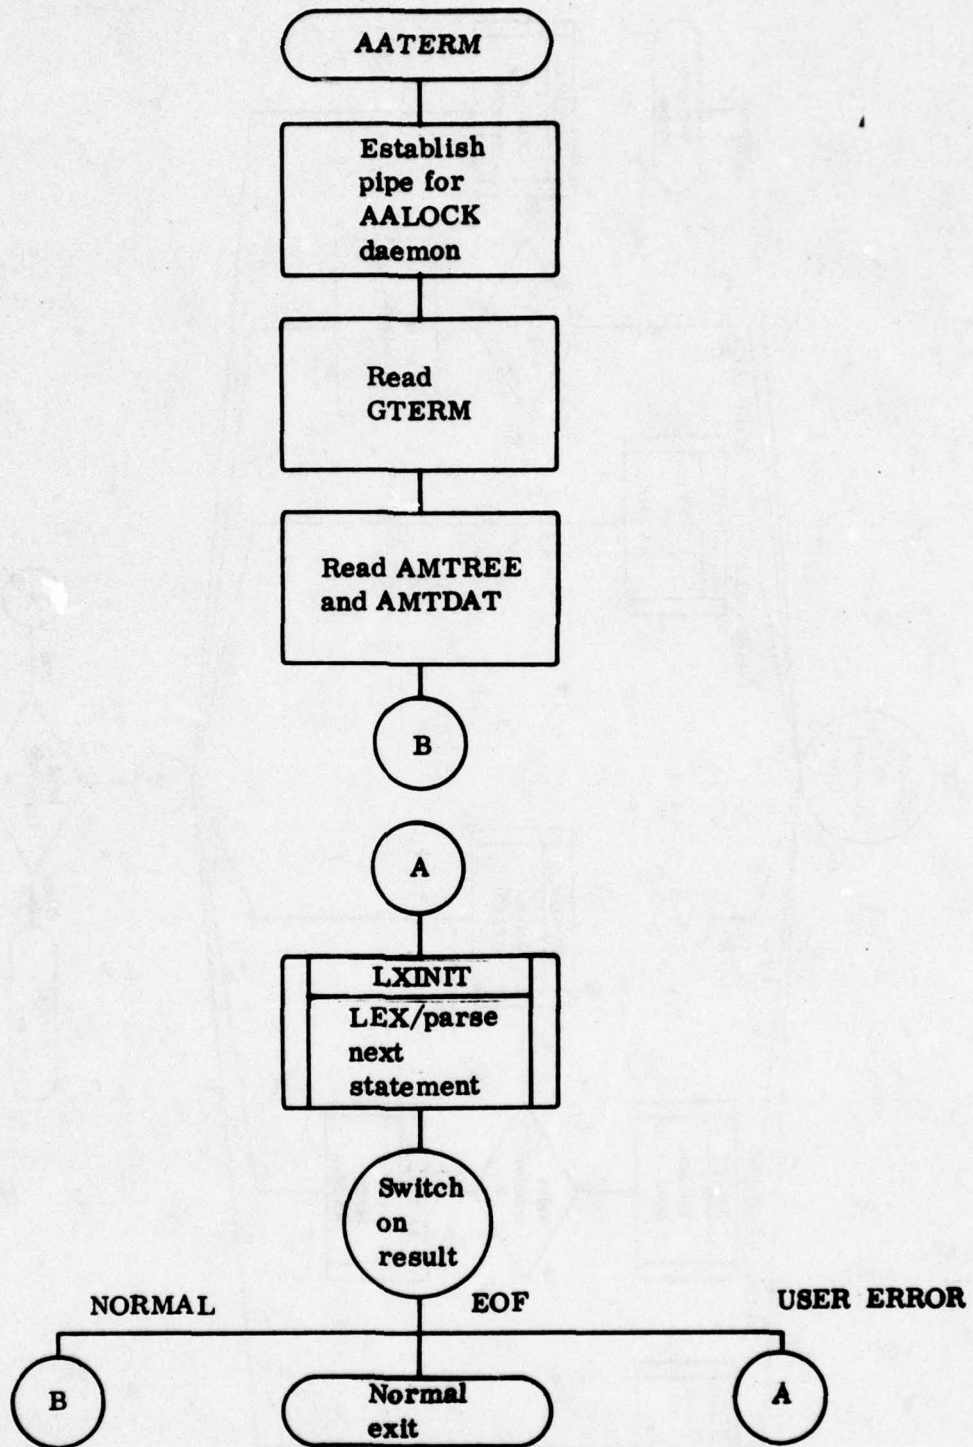 AATERM
Establish
pipe for
AALOCK
daemon
Read
GTERM
Read AMTREE
and AMTDAT
B
A
LXINIT
LEX/parse
next
statement
Switch
on
result
NORMAL
EOF
USER ERROR
B
Normal
exit
A